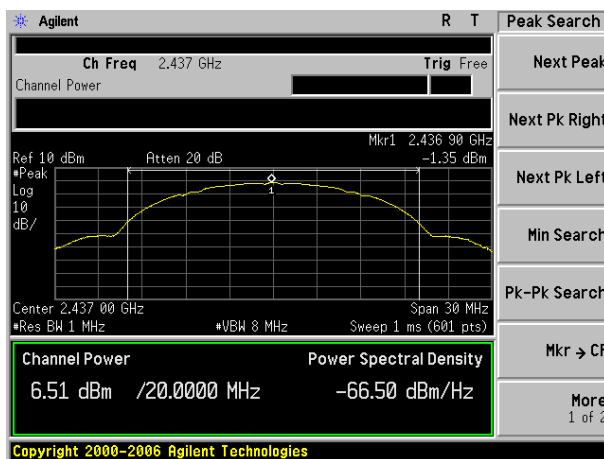 Agilent R T
Peak Search
Ch Freq 2.437 GHz Trig Free
Channel Power
Mkr1 2.436 90 GHz
Ref 10 dBm Atten 20 dB -1.35 dBm
#Peak
Log
10
dB/
1
Center 2.437 00 GHz Span 30 MHz
#Res BW 1 MHz #VBW 8 MHz Sweep 1 ms (601 pts)
Channel Power Power Spectral Density
6.51 dBm /20.0000 MHz -66.50 dBm/Hz
Copyright 2000-2006 Agilent Technologies
Next Peak
Next Pk Right
Next Pk Left
Min Search
Pk-Pk Search
Mkr → CF
More
1 of 2